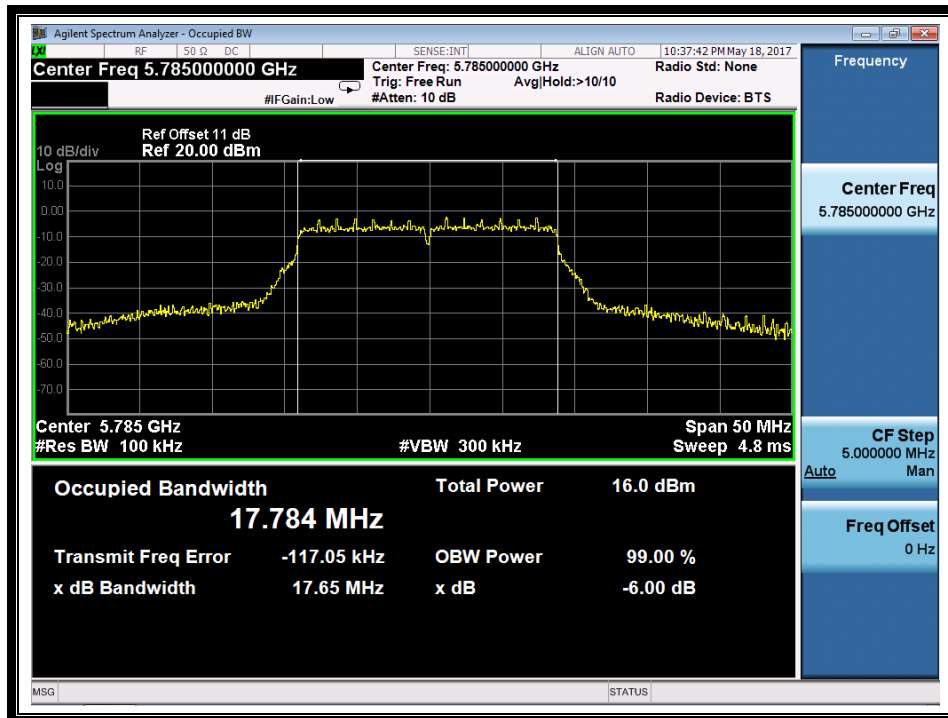 Agilent Spectrum Analyzer - Occupied BW
LXI
RF 50 Ω DC SENSE:INT ALIGN AUTO 10:37:42 PM May 18, 2017
Center Freq 5.785000000 GHz
Center Freq: 5.785000000 GHz
Radio Std: None
Trig: Free Run Avg|Hold:>10/10
#IFGain:Low
#Atten: 10 dB
Radio Device: BTS
Ref Offset 11 dB
10 dB/div Ref 20.00 dBm
Log
10.0
0.00
-10.0
-20.0
-30.0
-40.0
-50.0
-60.0
-70.0
Center 5.785 GHz Span 50 MHz
#Res BW 100 kHz #VBW 300 kHz Sweep 4.8 ms
Occupied Bandwidth Total Power 16.0 dBm
17.784 MHz
Transmit Freq Error -117.05 kHz OBW Power 99.00 %
x dB Bandwidth 17.65 MHz x dB -6.00 dB
MSG STATUS
Frequency
Center Freq
5.785000000 GHz
CF Step
5.000000 MHz
Auto Man
Freq Offset
0 Hz